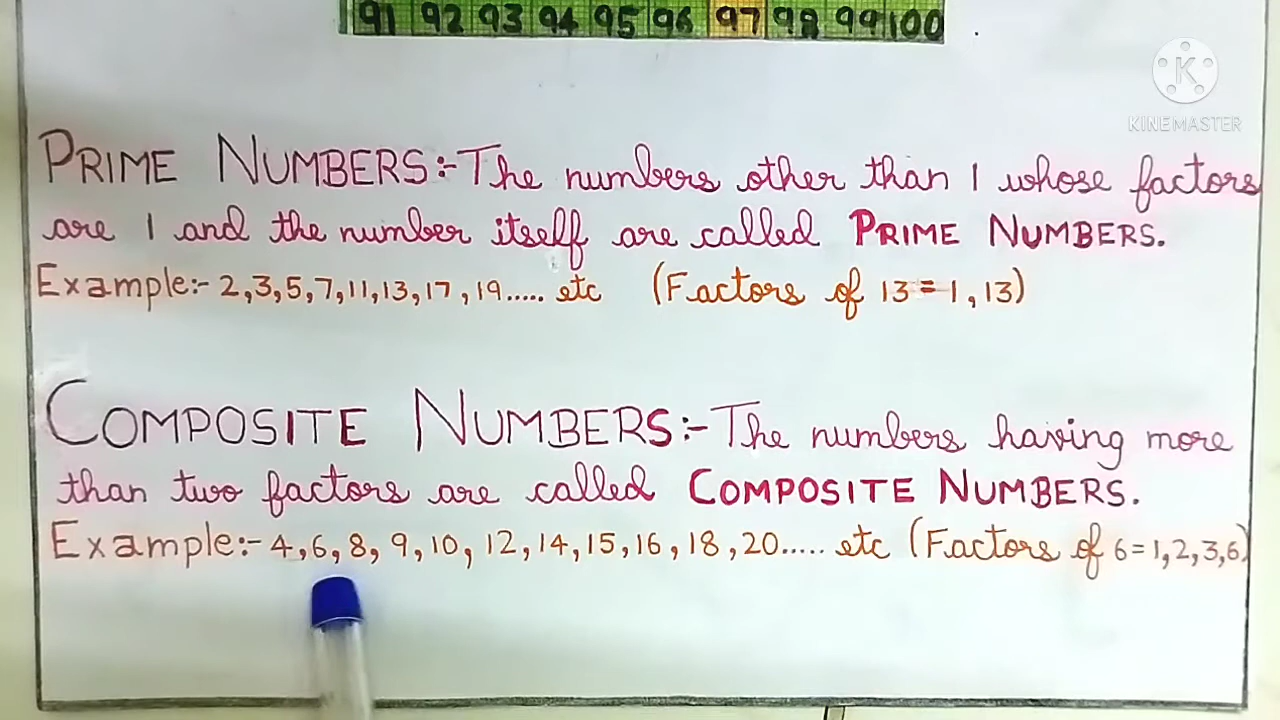 91 92 93 94 95 96 97 98 99 100
K
KINEMASTER
PRIME NUMBERS:- The numbers other than 1 whose factors
are 1 and the number itself are called PRIME NUMBERS.
Example:- 2,3,5,7,11,13,17,19..... etc (Factors of 13 = 1,13)
COMPOSITE NUMBERS:- The numbers having more
than two factors are called COMPOSITE NUMBERS.
Example:- 4,6,8,9,10,12,14,15,16,18,20..... etc (Factors of 6=1,2,3,6)